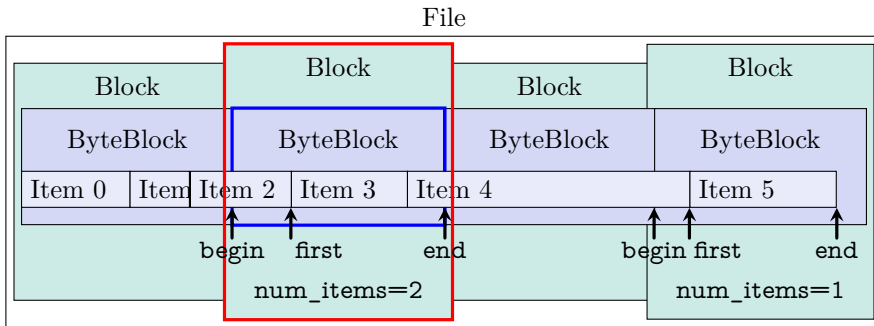 File
Block Block Block Block
ByteBlock ByteBlock ByteBlock ByteBlock
Item 0 Item Item 2 Item 3 Item 4 Item 5
begin first end begin first end
num_items=2 num_items=1